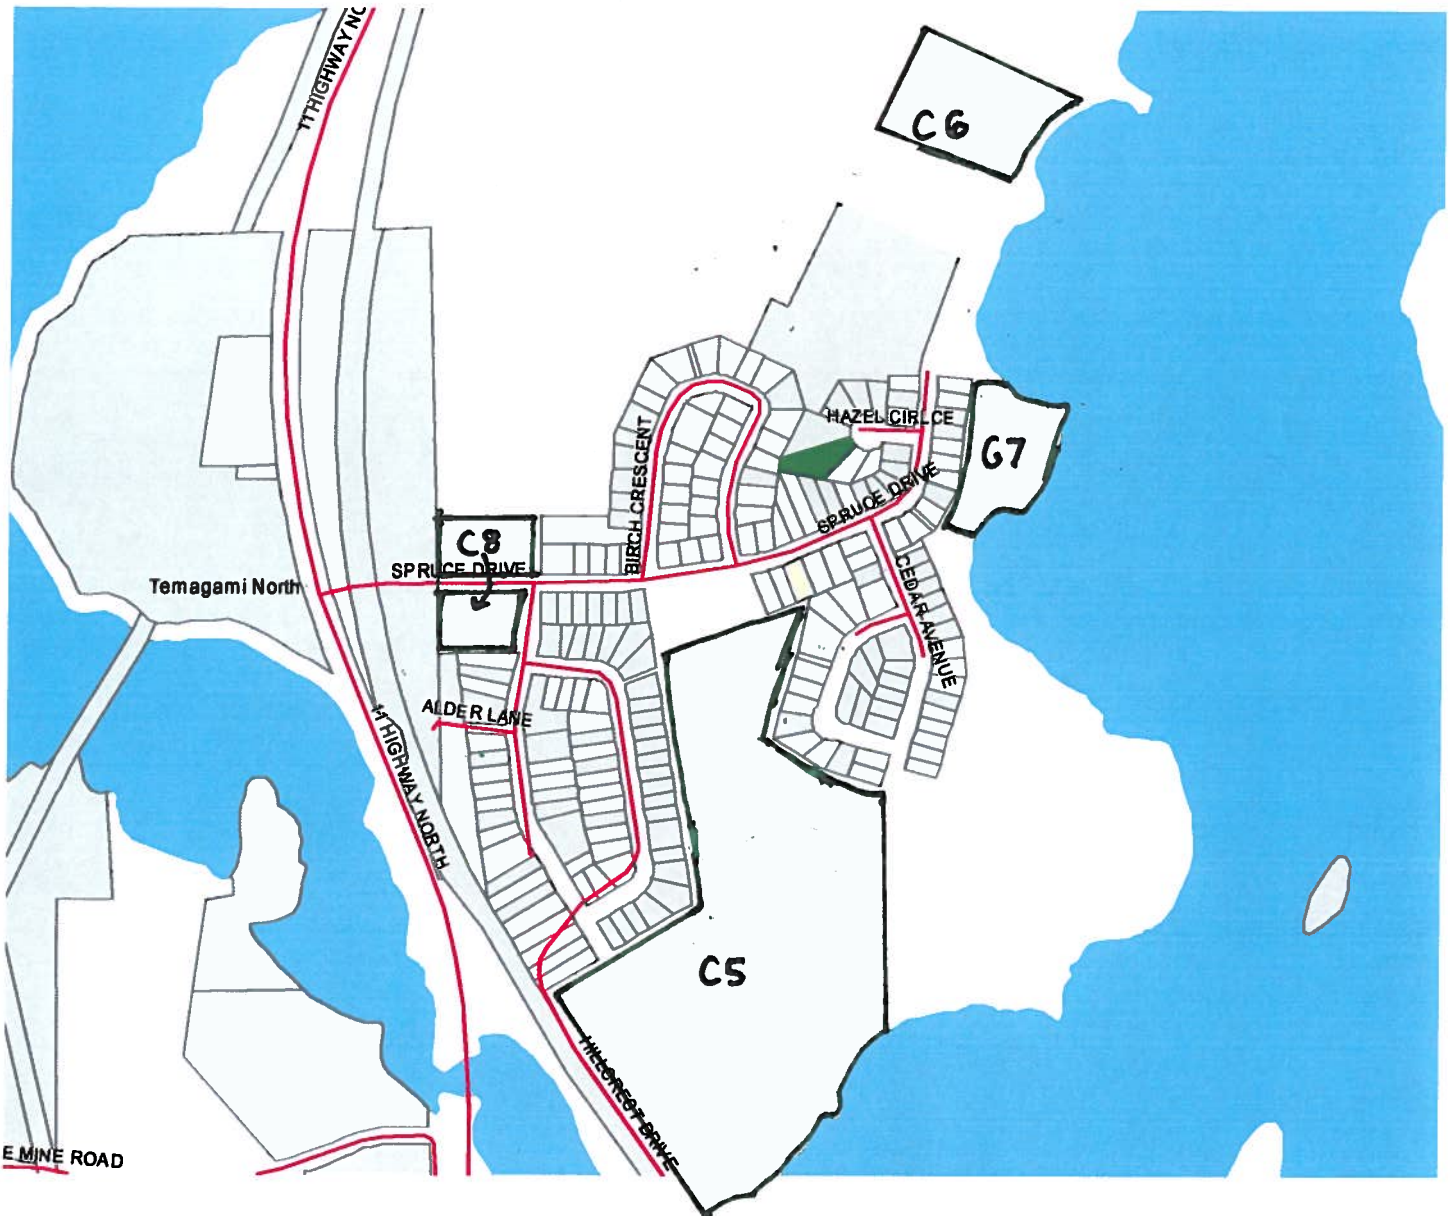 11 HIGHWAY NO
C6
HAZEL CIRLCE
G7
BIRCH CRESCENT
SPRUCE DRIVE
C8
SPRUCE DRIVE
Temagami North
CEDAR AVENUE
ALDER LANE
11 HIGHWAY NORTH
C5
HILLCREST DRIVE
E MINE ROAD